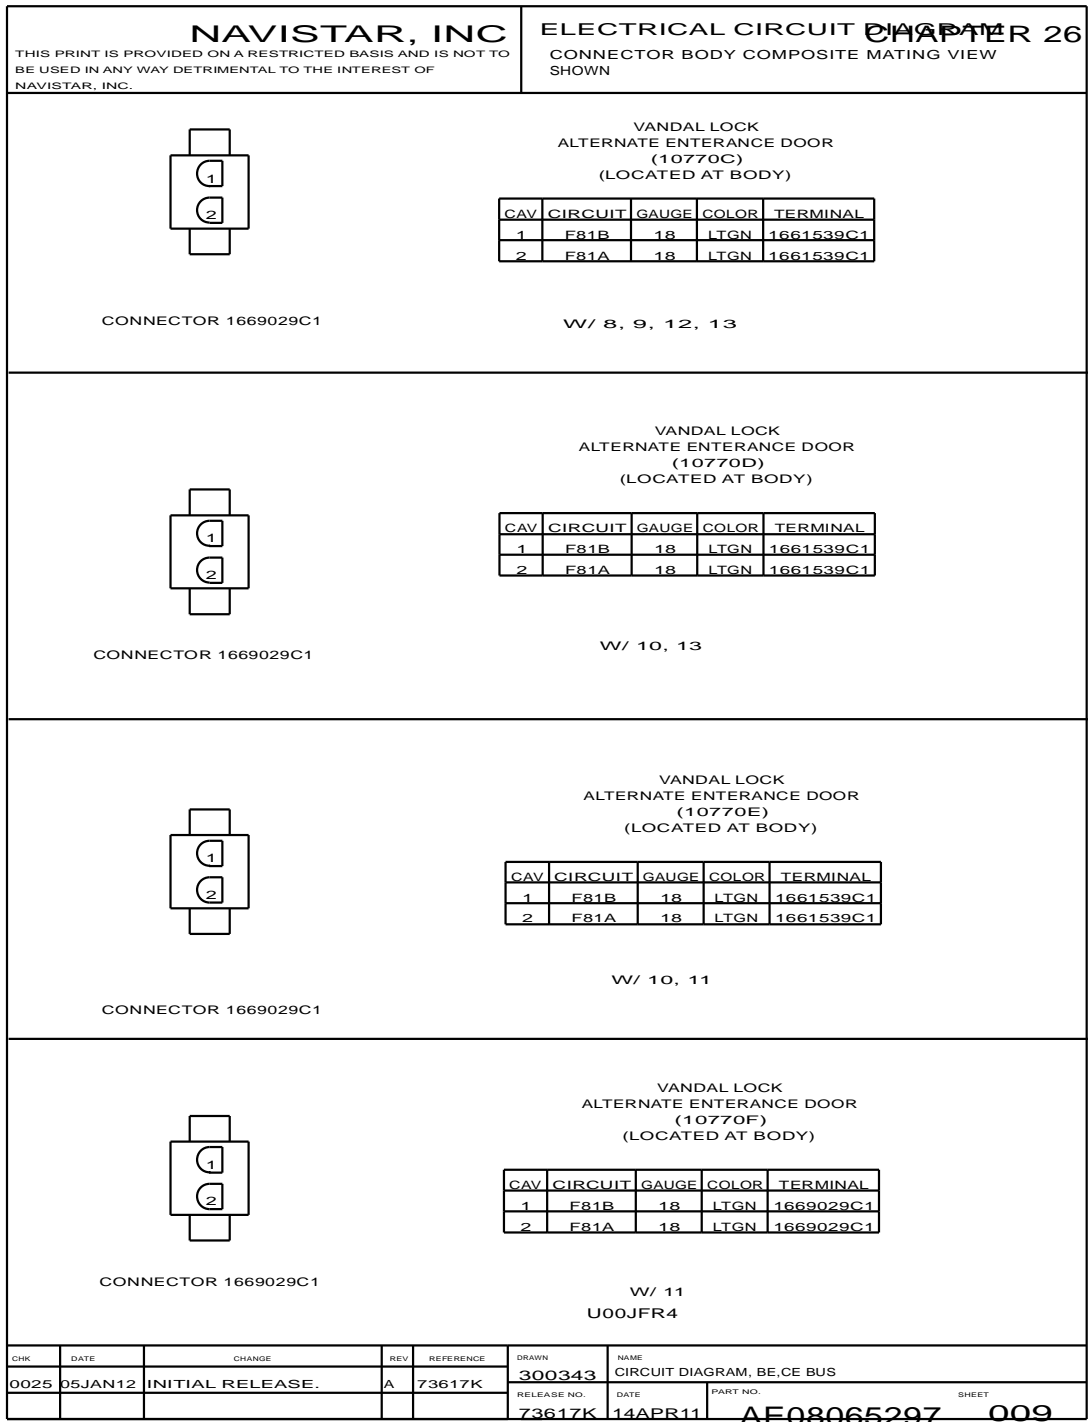 NAVISTAR, INC
THIS PRINT IS PROVIDED ON A RESTRICTED BASIS AND IS NOT TO
BE USED IN ANY WAY DETRIMENTAL TO THE INTEREST OF
NAVISTAR, INC.
ELECTRICAL CIRCUIT DIAGRAM
CHAPTER 26
CONNECTOR BODY COMPOSITE MATING VIEW
SHOWN
1
2
CONNECTOR 1669029C1
VANDAL LOCK
ALTERNATE ENTERANCE DOOR
(10770C)
(LOCATED AT BODY)
CAV CIRCUIT GAUGE COLOR TERMINAL
1 F81B 18 LTGN 1661539C1
2 F81A 18 LTGN 1661539C1
W/ 8, 9, 12, 13
1
2
CONNECTOR 1669029C1
VANDAL LOCK
ALTERNATE ENTERANCE DOOR
(10770D)
(LOCATED AT BODY)
CAV CIRCUIT GAUGE COLOR TERMINAL
1 F81B 18 LTGN 1661539C1
2 F81A 18 LTGN 1661539C1
W/ 10, 13
1
2
CONNECTOR 1669029C1
VANDAL LOCK
ALTERNATE ENTERANCE DOOR
(10770E)
(LOCATED AT BODY)
CAV CIRCUIT GAUGE COLOR TERMINAL
1 F81B 18 LTGN 1661539C1
2 F81A 18 LTGN 1661539C1
W/ 10, 11
1
2
CONNECTOR 1669029C1
VANDAL LOCK
ALTERNATE ENTERANCE DOOR
(10770F)
(LOCATED AT BODY)
CAV CIRCUIT GAUGE COLOR TERMINAL
1 F81B 18 LTGN 1669029C1
2 F81A 18 LTGN 1669029C1
W/ 11
U00JFR4
CHK DATE CHANGE REV REFERENCE
0025 05JAN12 INITIAL RELEASE. A 73617K
DRAWN
300343
NAME
CIRCUIT DIAGRAM, BE,CE BUS
RELEASE NO.
73617K
DATE
14APR11
PART NO.
AE08065297
SHEET
009